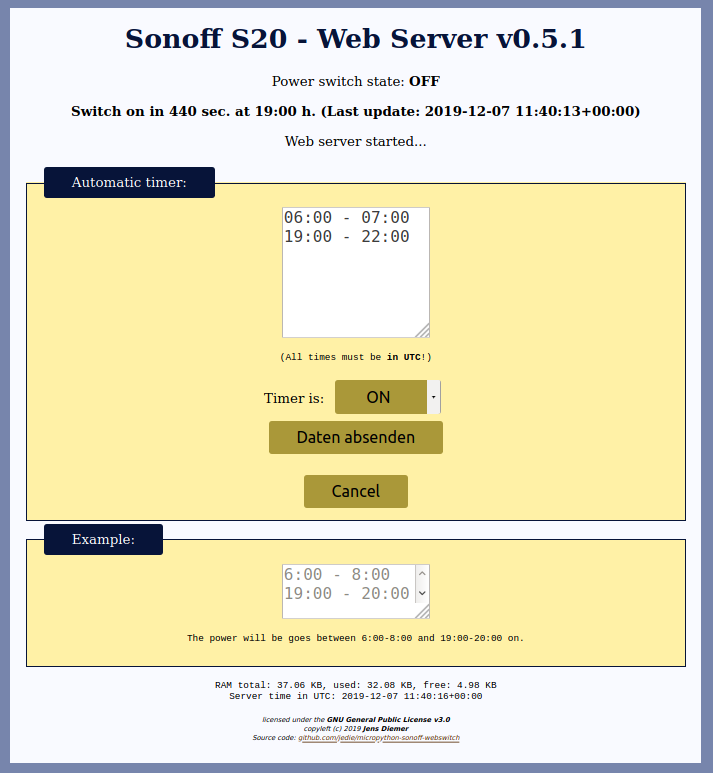 Sonoff S20 - Web Server v0.5.1
Power switch state: OFF
Switch on in 440 sec. at 19:00 h. (Last update: 2019-12-07 11:40:13+00:00)
Web server started...
Automatic timer:
06:00 - 07:00
19:00 - 22:00
(All times must be in UTC!)
Timer is: ON
Daten absenden
Cancel
Example:
6:00 - 8:00
19:00 - 20:00
The power will be goes between 6:00-8:00 and 19:00-20:00 on.
RAM total: 37.06 KB, used: 32.08 KB, free: 4.98 KB
Server time in UTC: 2019-12-07 11:40:16+00:00
licensed under the GNU General Public License v3.0
copyleft (c) 2019 Jens Diemer
Source code: github.com/jedie/micropython-sonoff-webswitch